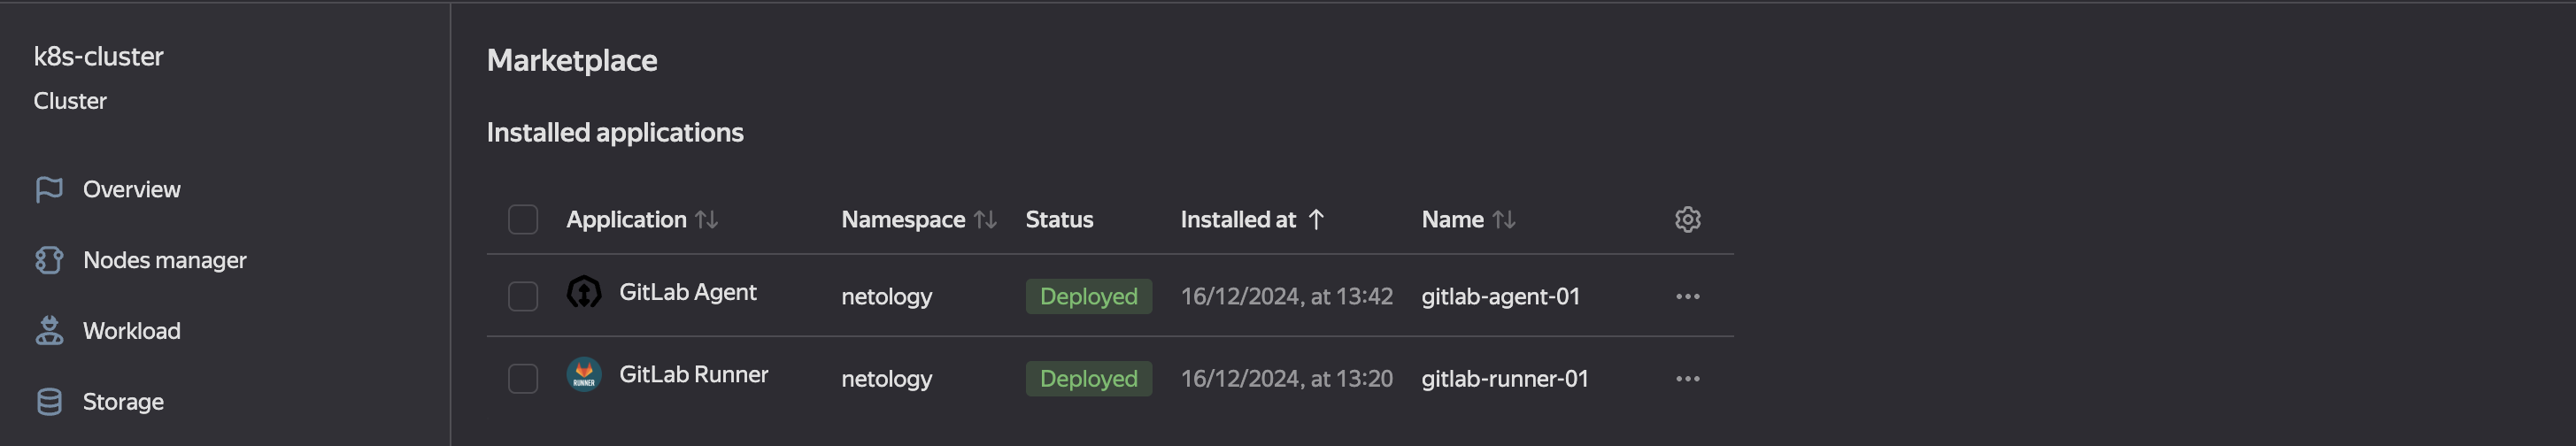 k8s-cluster
Cluster
Overview
Nodes manager
Workload
Storage
Marketplace
Installed applications
Application Namespace Status Installed at Name
GitLab Agent netology Deployed 16/12/2024, at 13:42 gitlab-agent-01
RUNNER GitLab Runner netology Deployed 16/12/2024, at 13:20 gitlab-runner-01